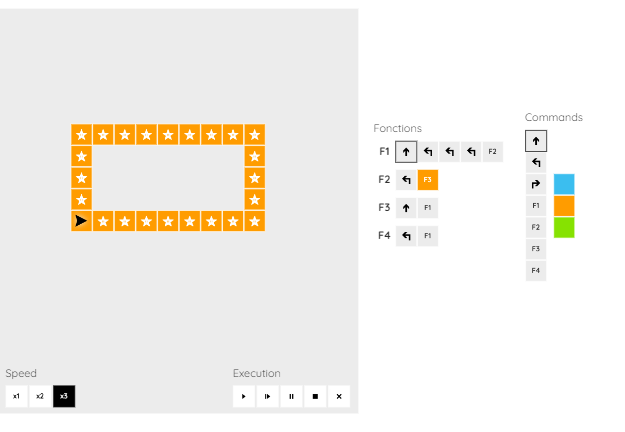 Commands
Fonctions
F1 F2
F2 F3
F3 F1
F4 F1
F1
F2
F3
F4
Speed
Execution
x1 x2 x3